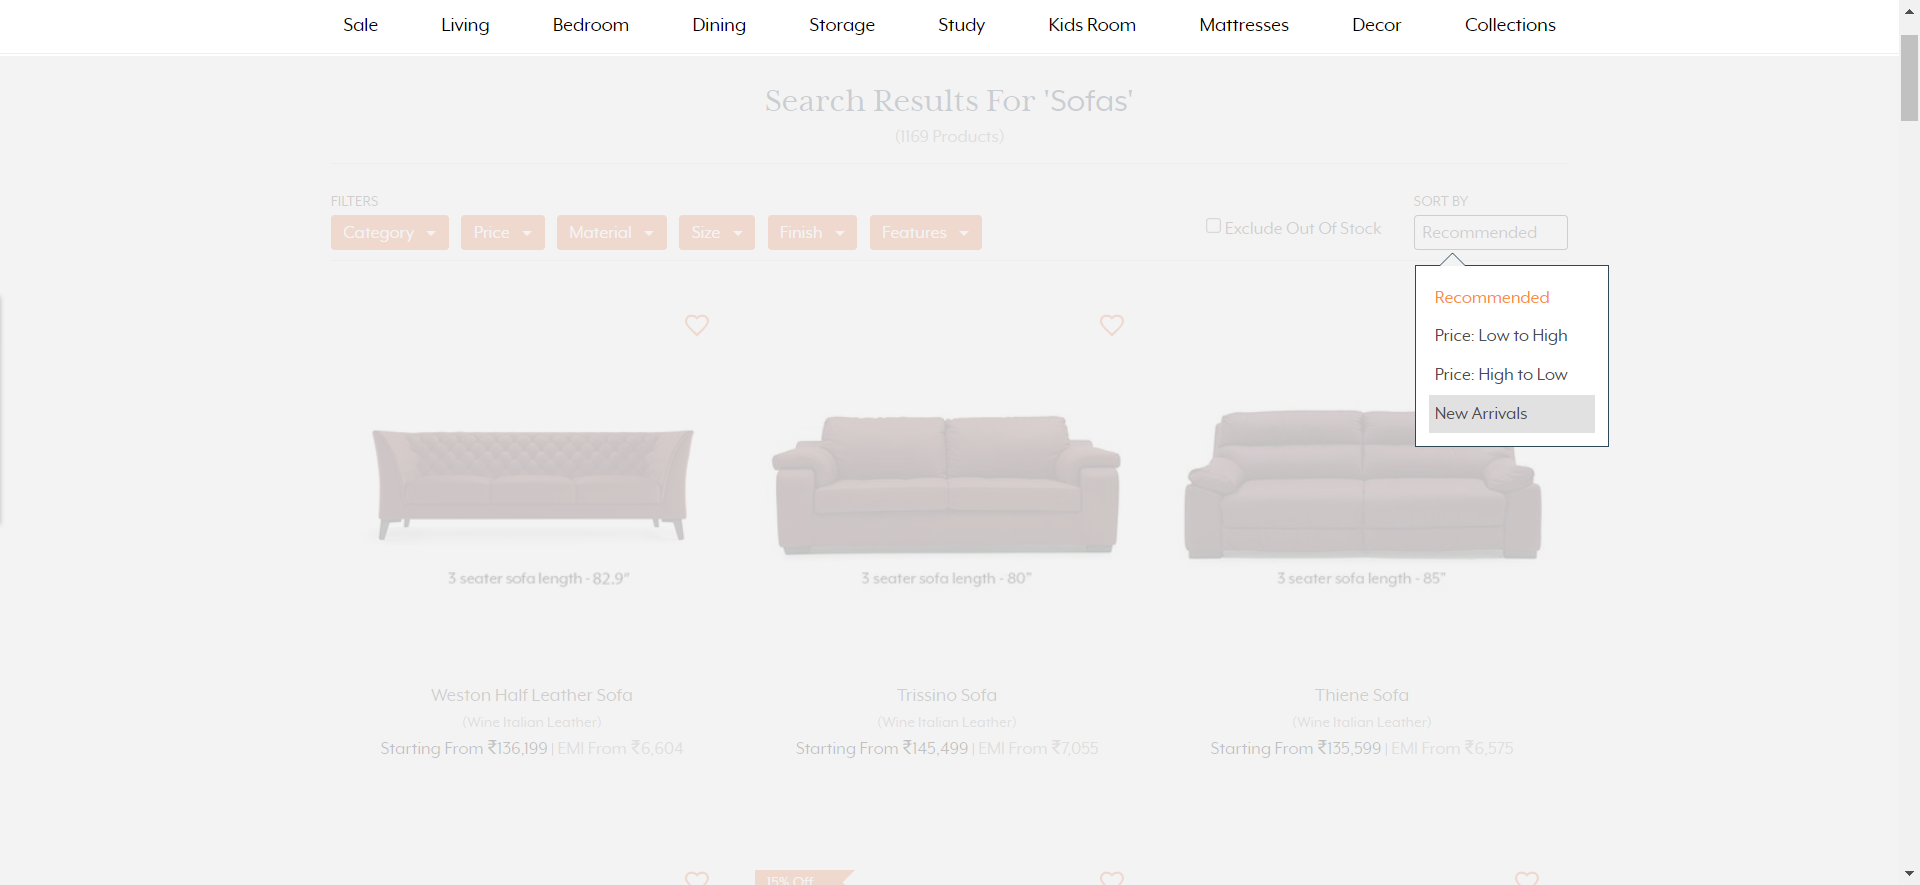 Sale Living Bedroom Dining Storage Study Kids Room Mattresses Decor Collections
Search Results For 'Sofas'
(1169 Products)
FILTERS
Category Price Material Size Finish Features
Exclude Out Of Stock
SORT BY
Recommended
Recommended
Price: Low to High
Price: High to Low
New Arrivals
3 seater sofa length - 82.9"
3 seater sofa length - 80"
3 seater sofa length - 85"
Weston Half Leather Sofa
(Wine Italian Leather)
Starting From ₹136,199 | EMI From ₹6,604
Trissino Sofa
(Wine Italian Leather)
Starting From ₹145,499 | EMI From ₹7,055
Thiene Sofa
(Wine Italian Leather)
Starting From ₹135,599 | EMI From ₹6,575
15% Off